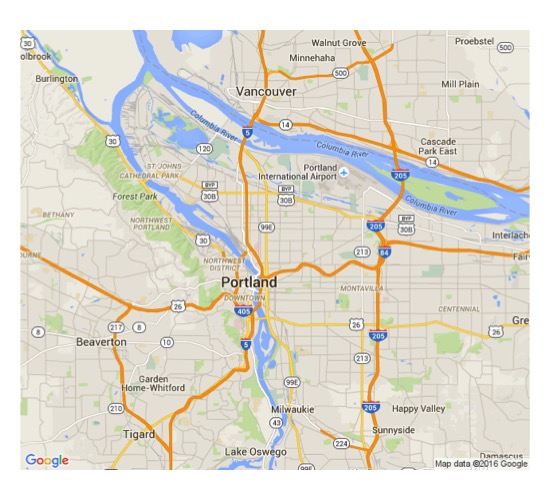 Walnut Grove
Proebstel
30
500
olbrook
Minnehaha
500
Burlington
Mill Plain
Vancouver
Columbia River
5
14
30
120
Columbia River
Cascade
Park East
14
ST. JOHNS
CATHEDRAL PARK
Portland
International Airport
205
BYP
30B
BYP
30B
Forest Park
Columbia River
BETHANY
NORTHWEST
PORTLAND
99E
205
BYP
30B
Interlache
30
213
84
URNE
NORTHWEST
DISTRICT
Fair
Portland
MONTAVILLA
DOWNTOWN
26
405
CENTENNIAL
Gre
217
8
26
26
8
205
Beaverton
10
5
213
Garden
Home-Whitford
99E
210
Milwaukie
205
Happy Valley
43
Tigard
224
Sunnyside
Lake Oswego
Google
99E
Damascus
Map data ©2016 Google